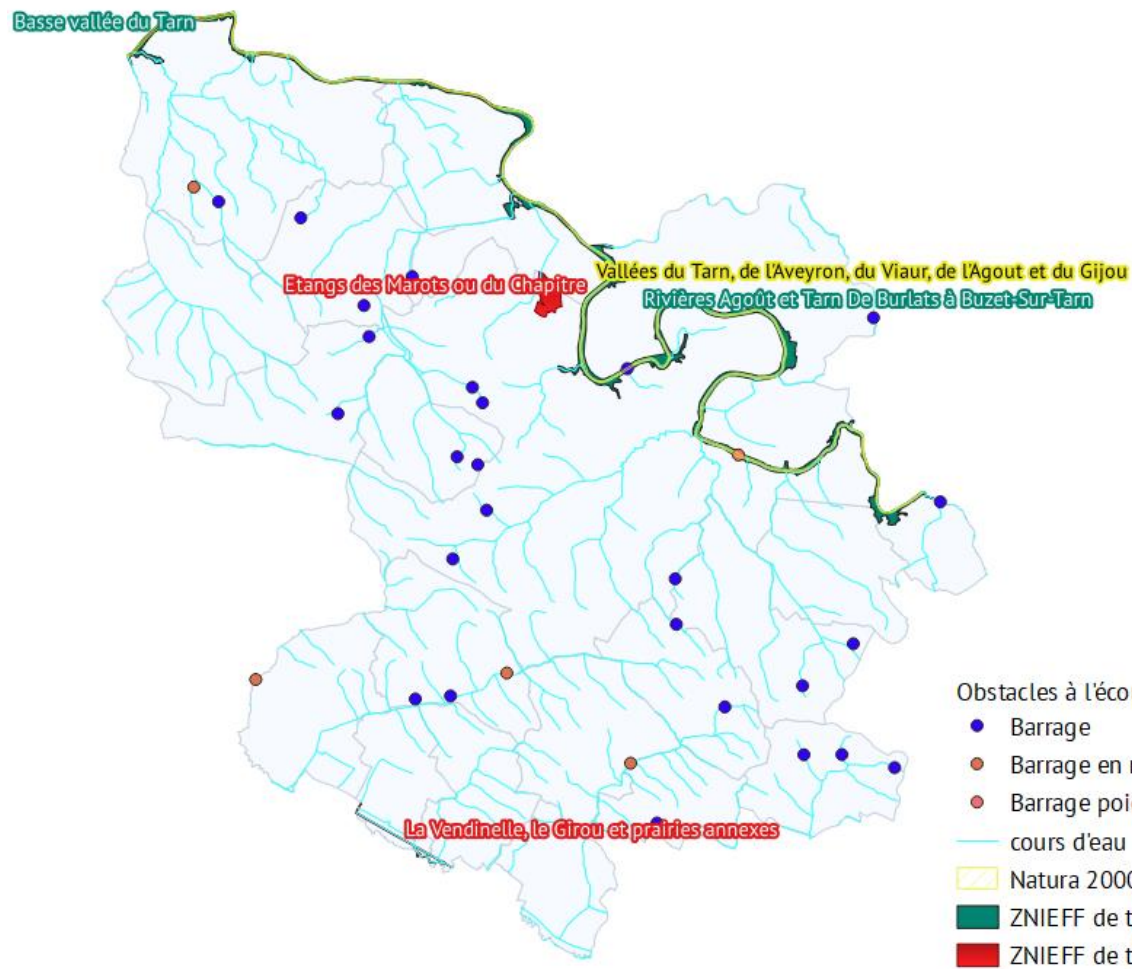 Basse vallée du Tarn
Vallées du Tarn, de l'Aveyron, du Viaur, de l'Agout et du Gijou
Etangs des Marots ou du Chapitre
Rivières Agoût et Tarn De Burlats à Buzet-Sur-Tarn
La Vendinelle, le Girou et prairies annexes
Obstacles à l'éco
Barrage
Barrage en r
Barrage poi
cours d'eau
Natura 2000
ZNIEFF de t
ZNIEFF de t